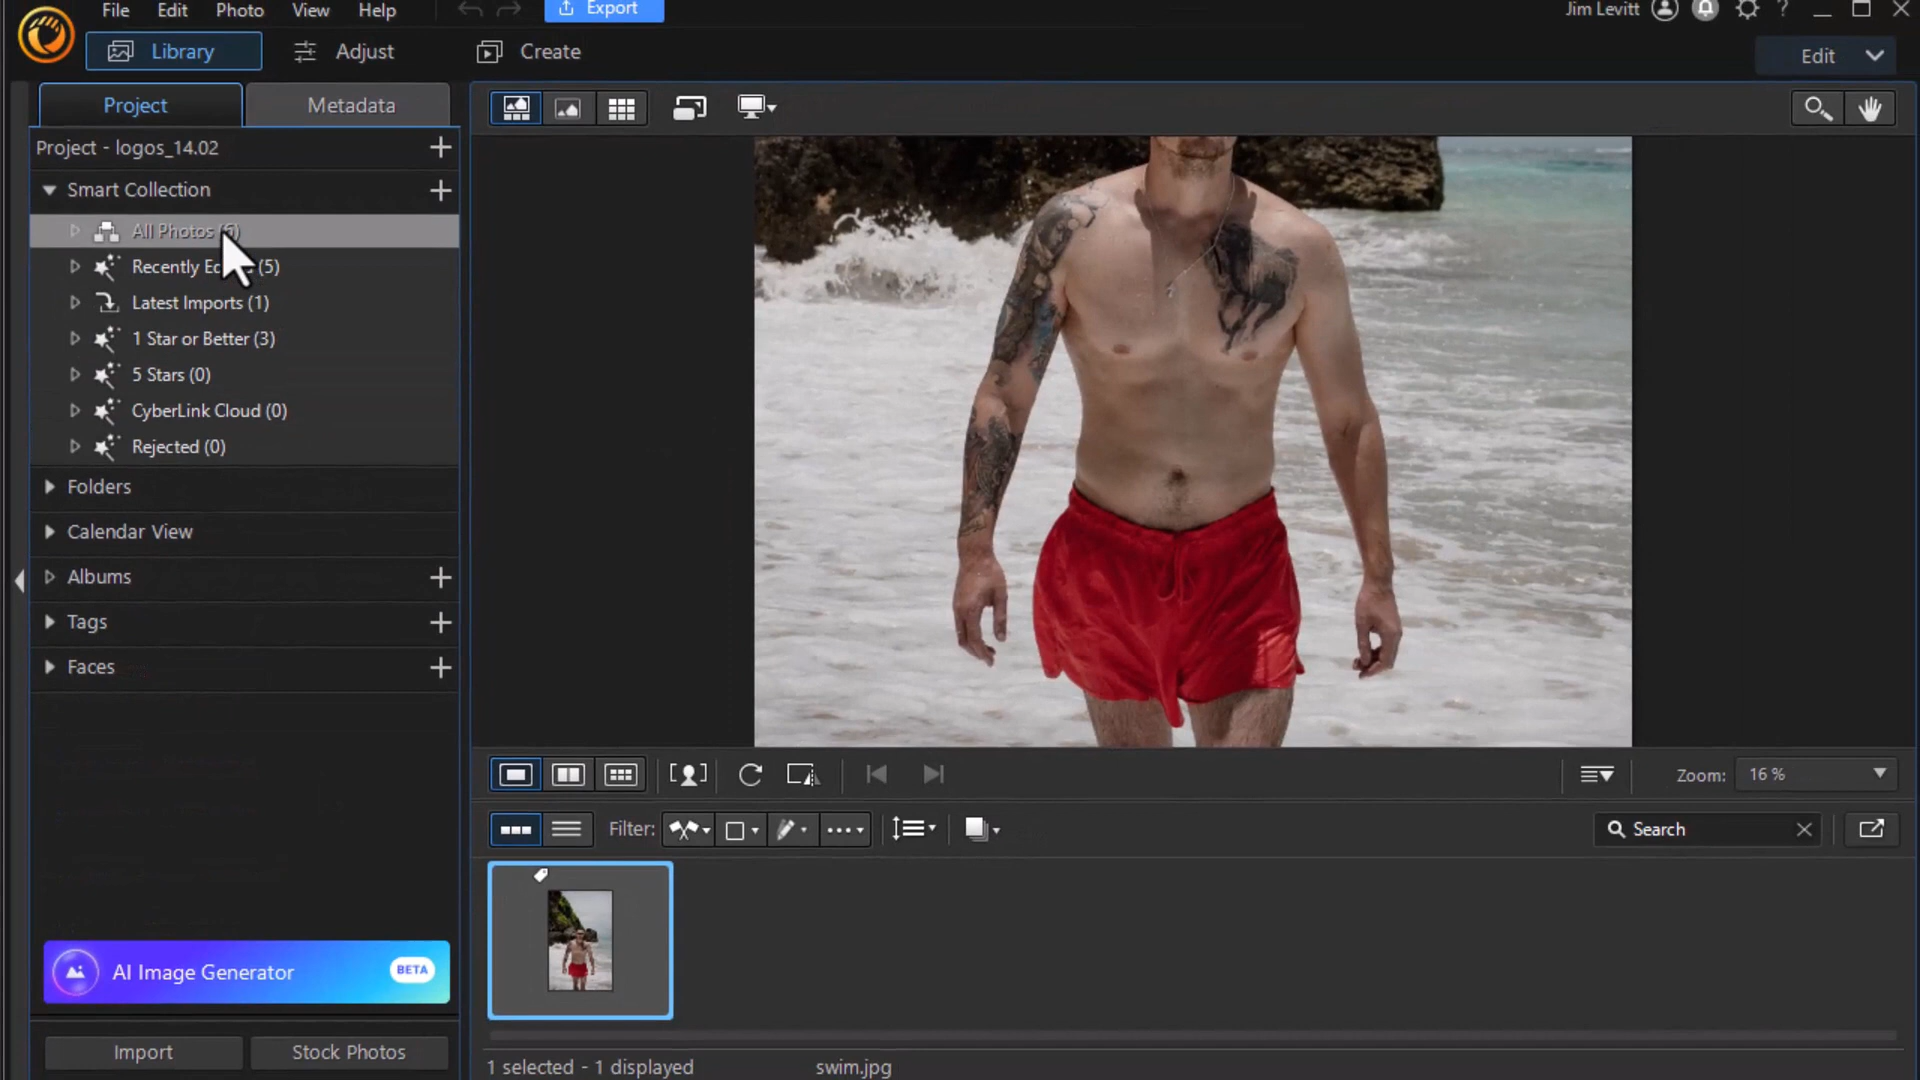 File Edit Photo View Help Export Jim Levitt ?
Library Adjust Create Edit
Project Metadata
Project - logos_14.02
Smart Collection
All Photos
Recently (5)
Latest Imports (1)
1 Star or Better (3)
5 Stars (0)
CyberLink Cloud (0)
Rejected (0)
Folders
Calendar View
Albums
Tags
Faces
Zoom: 16 %
Filter: Search
AI Image Generator BETA
Import Stock Photos
1 selected - 1 displayed swim.jpg